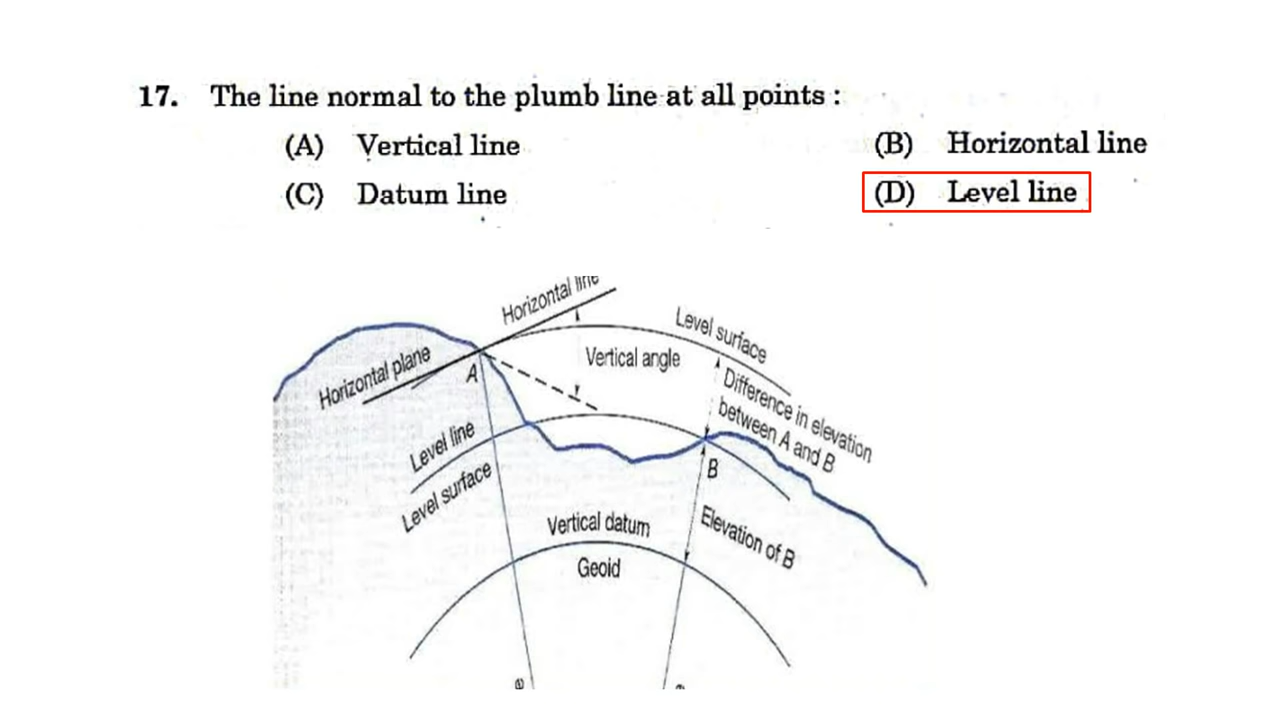 17. The line normal to the plumb line at all points :
(A) Vertical line
(B) Horizontal line
(C) Datum line
(D) Level line
Horizontal line
Level surface
Horizontal plane
Vertical angle
A
Difference in elevation
between A and B
Level line
Level surface
B
Vertical datum
Elevation of B
Geoid